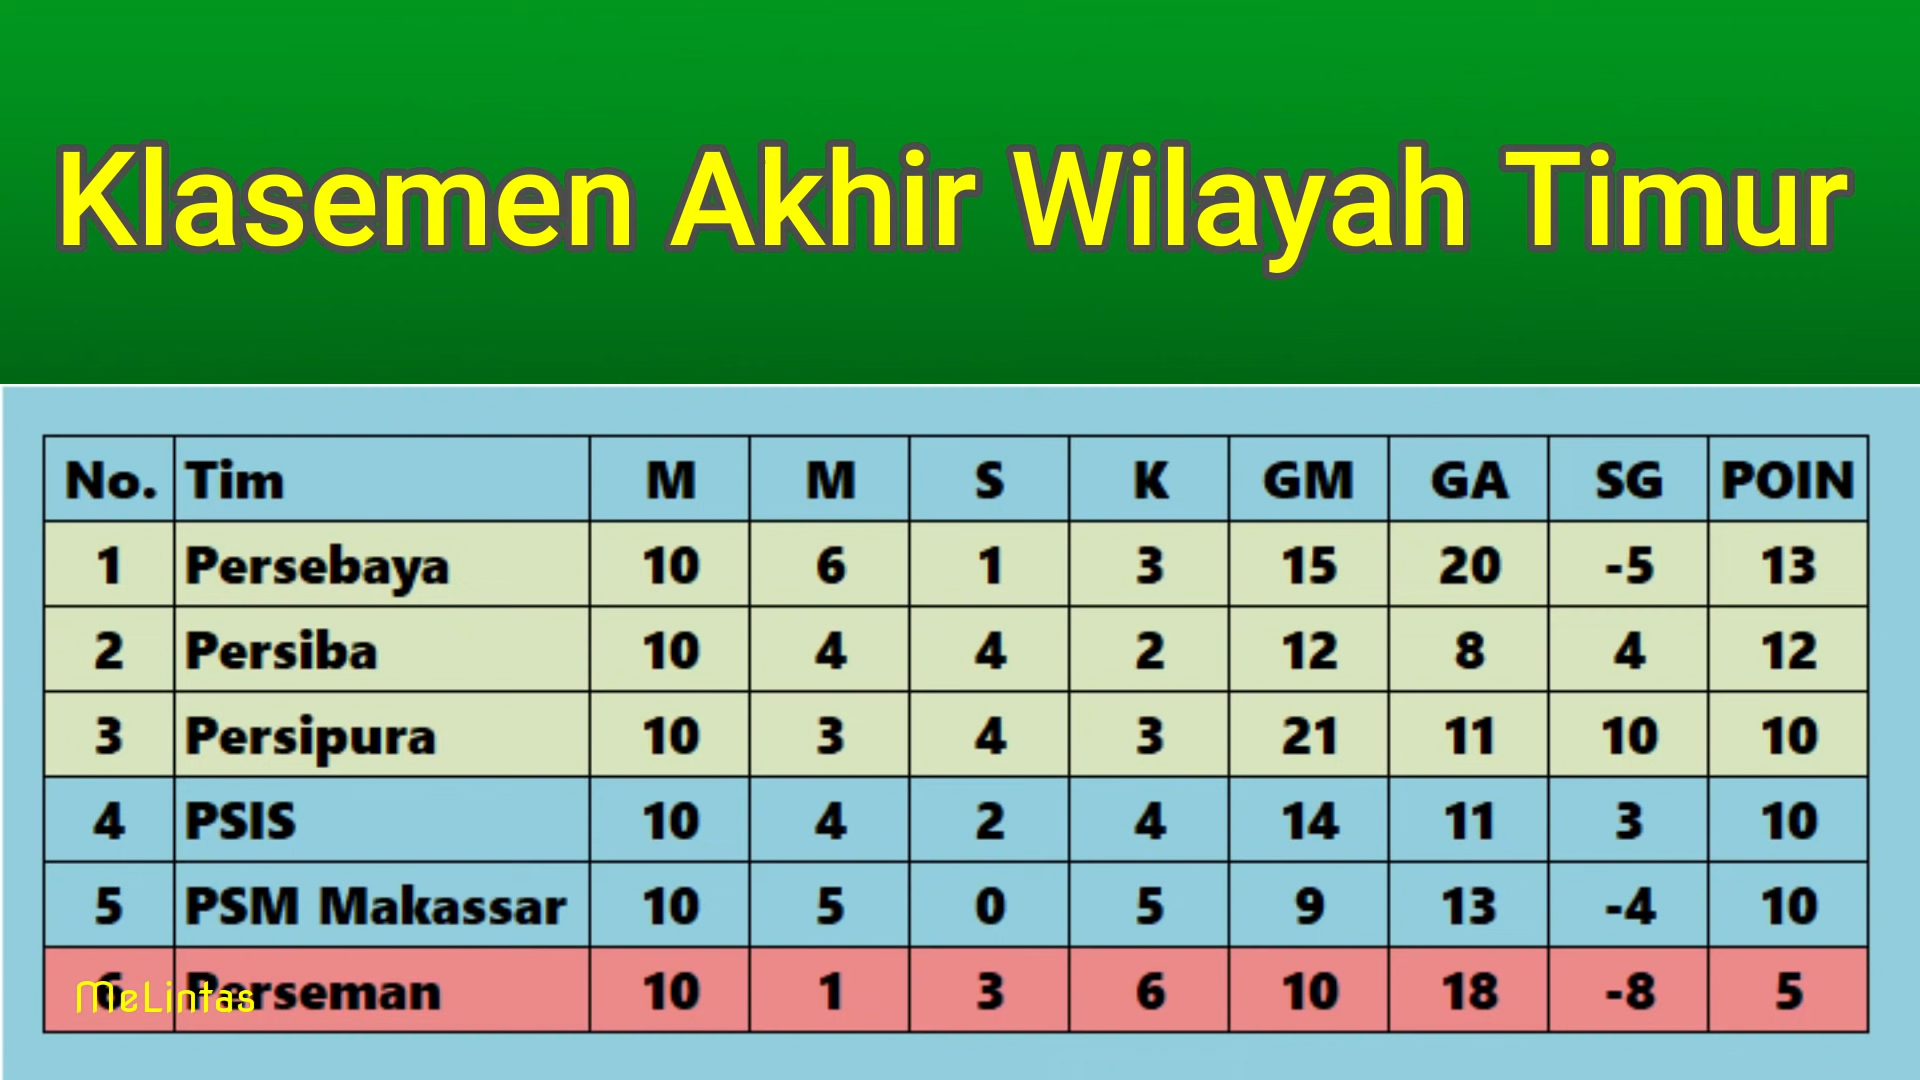 Klasemen Akhir Wilayah Timur
No. Tim M M S K GM GA SG POIN
1 Persebaya 10 6 1 3 15 20 -5 13
2 Persiba 10 4 4 2 12 8 4 12
3 Persipura 10 3 4 3 21 11 10 10
4 PSIS 10 4 2 4 14 11 3 10
5 PSM Makassar 10 5 0 5 9 13 -4 10
6 Perseman 10 1 3 6 10 18 -8 5
MeLintas